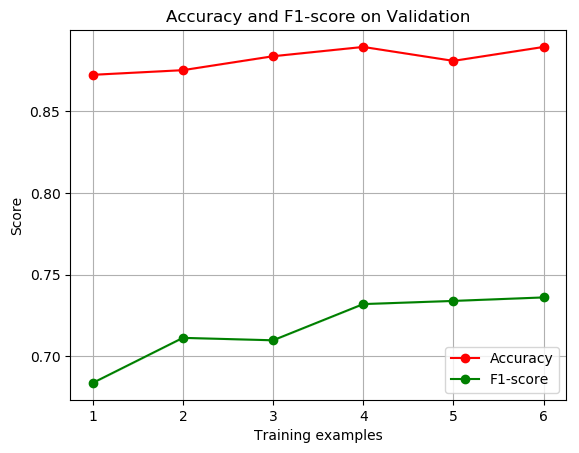 Accuracy and F1-score on Validation
Score
0.85
0.80
0.75
0.70
Accuracy
F1-score
1 2 3 4 5 6
Training examples